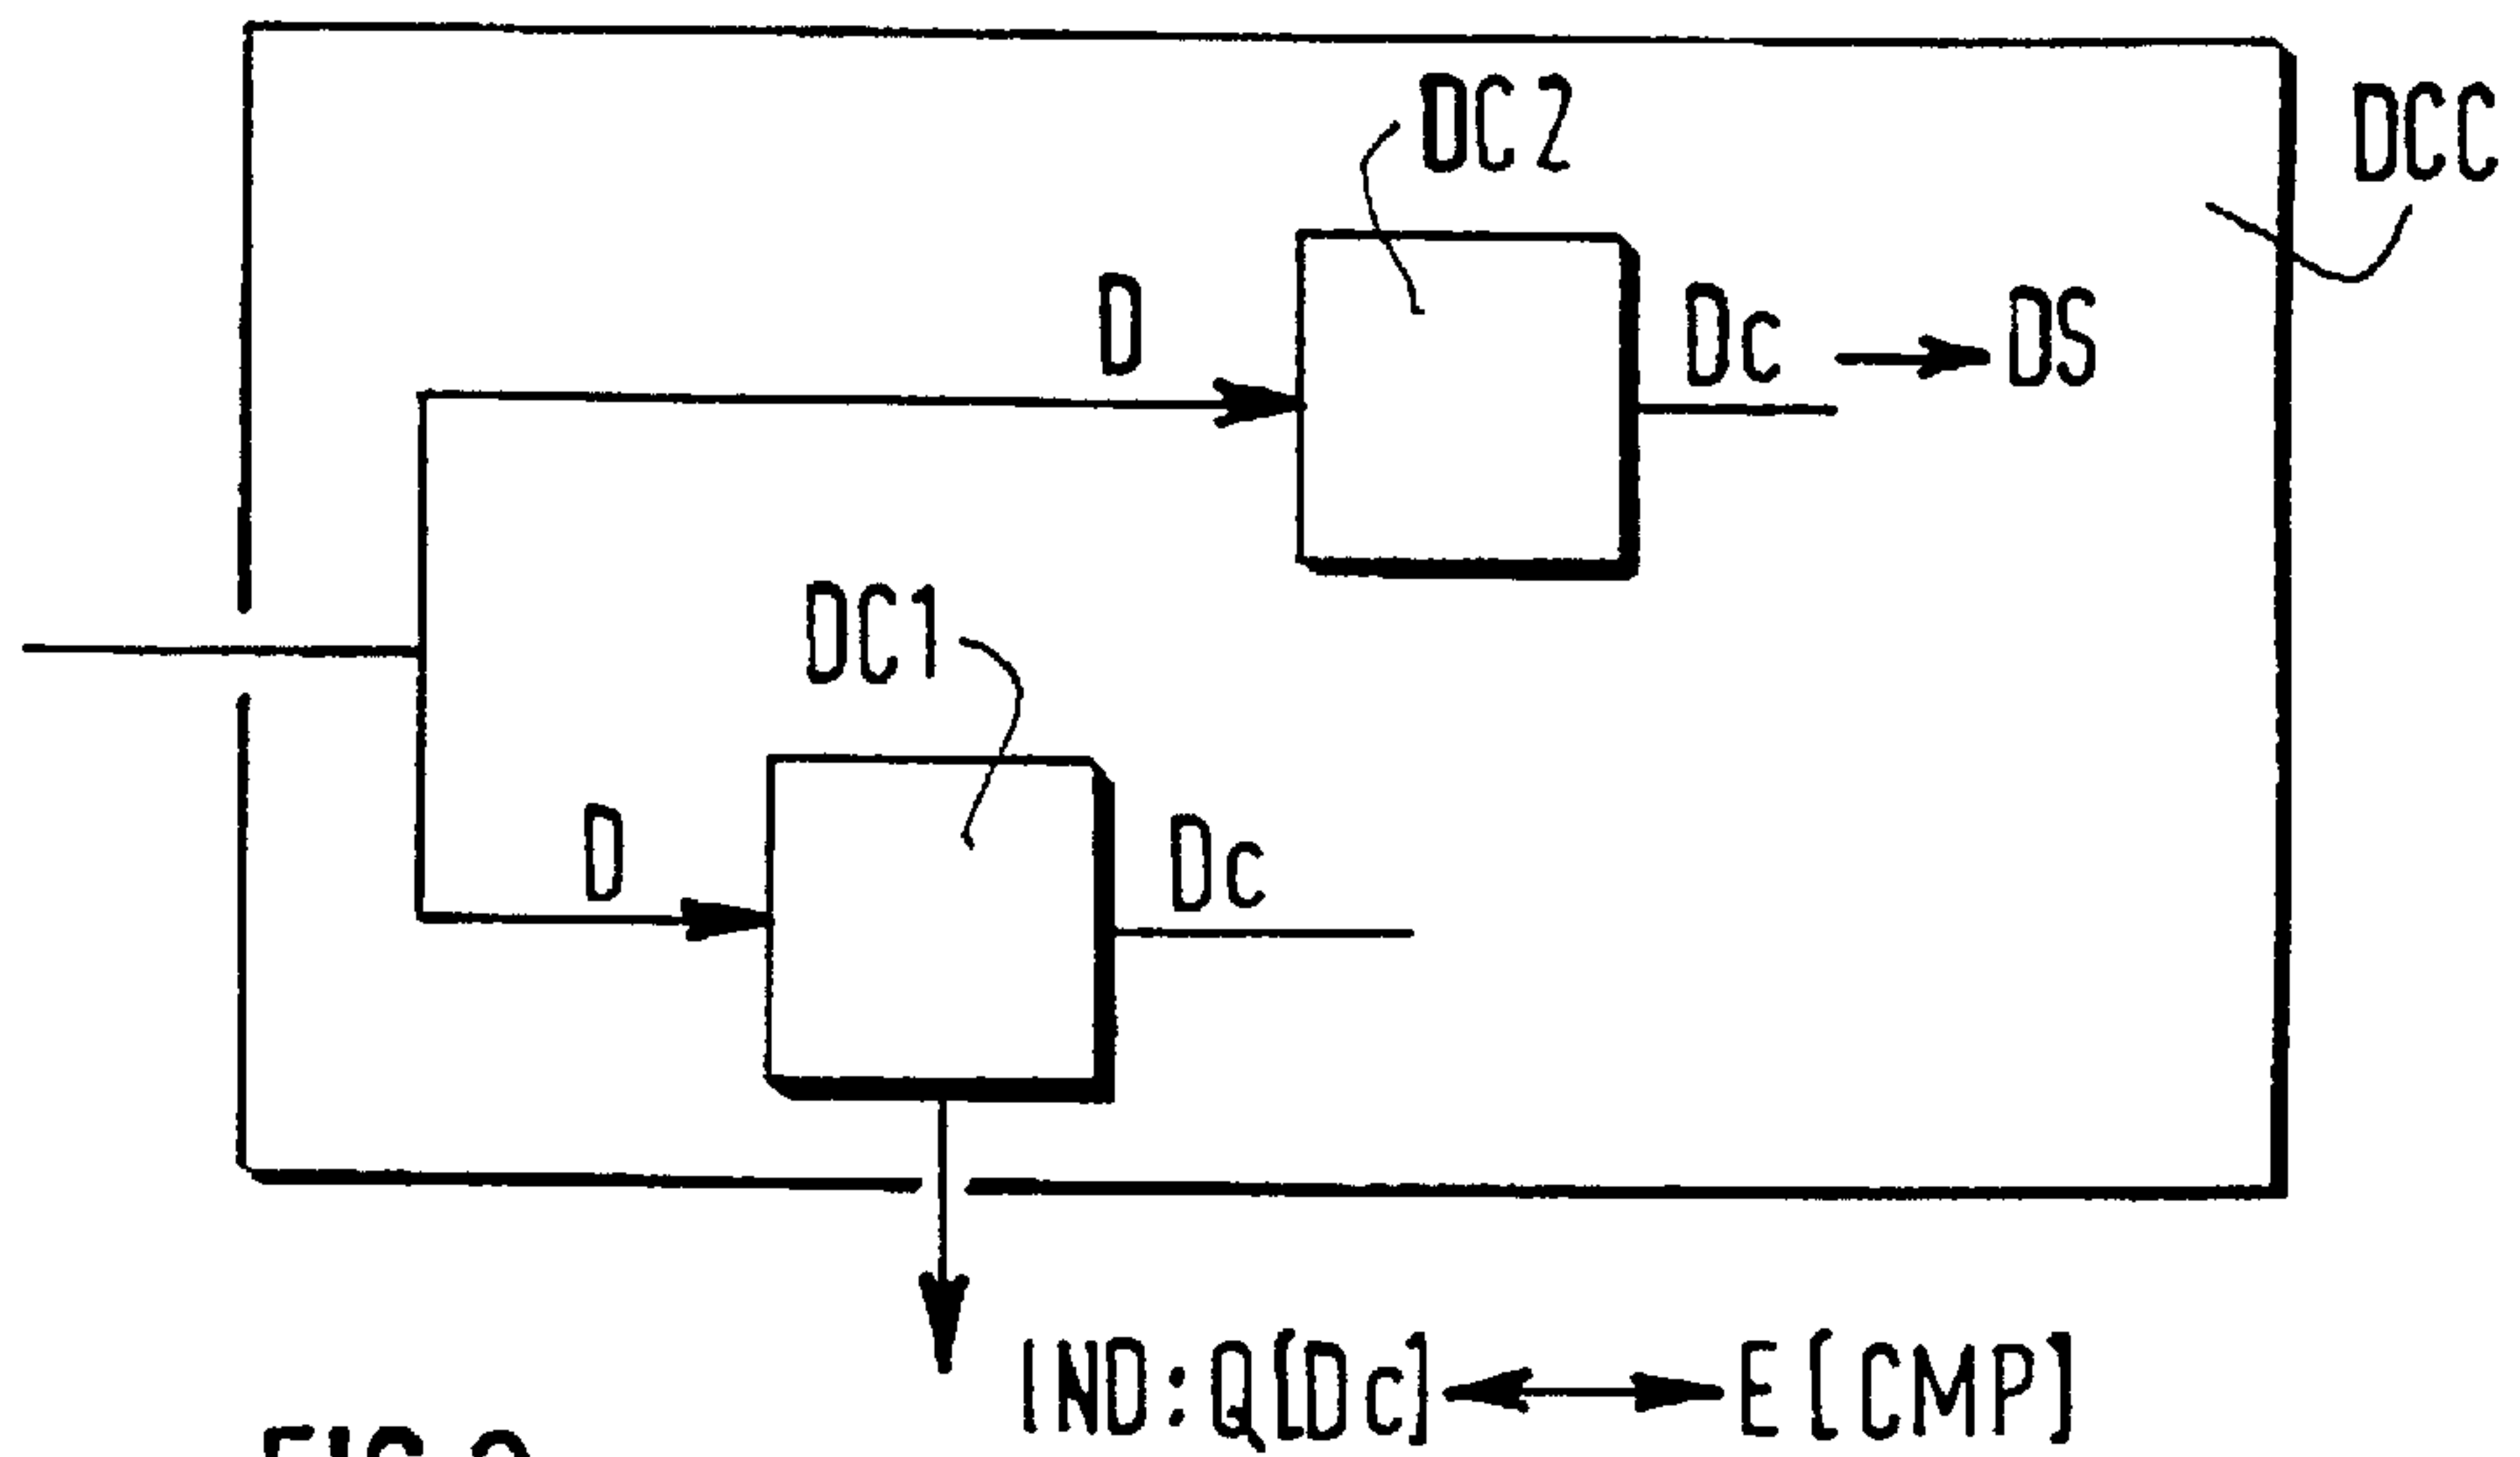 DC2
DCC
D
Dc → DS
DC1
D
Dc
IND:Q[Dc] ↔ E[CMP]